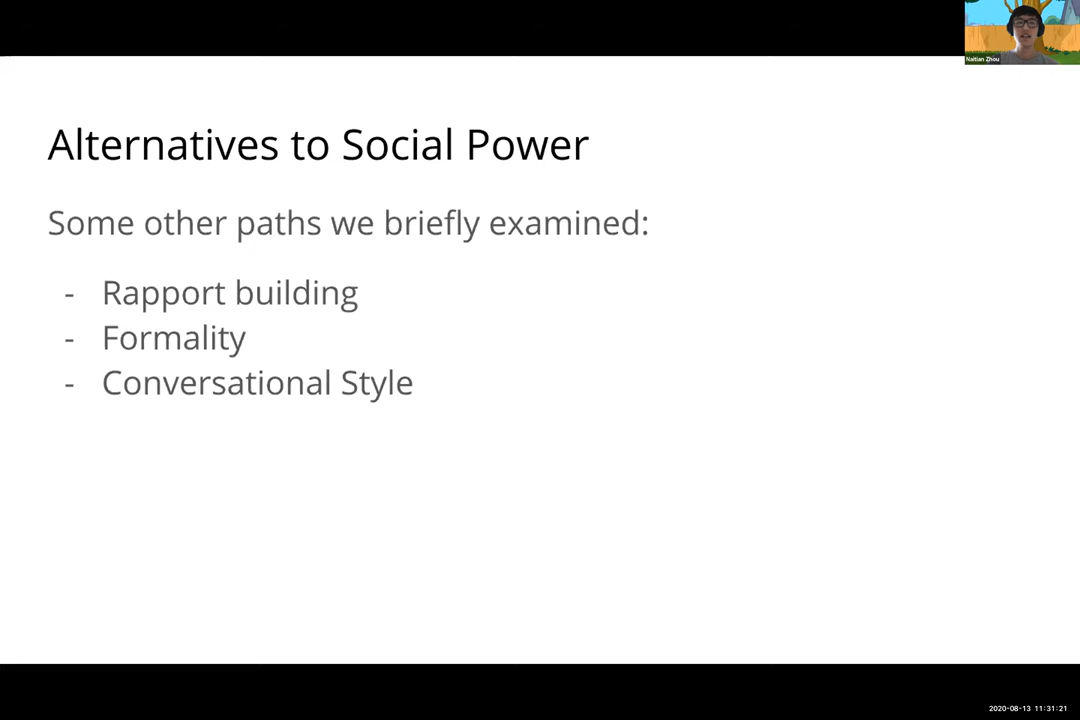 Naitian Zhou
Alternatives to Social Power
Some other paths we briefly examined:
- Rapport building
- Formality
- Conversational Style
2020-08-13 11:31:21